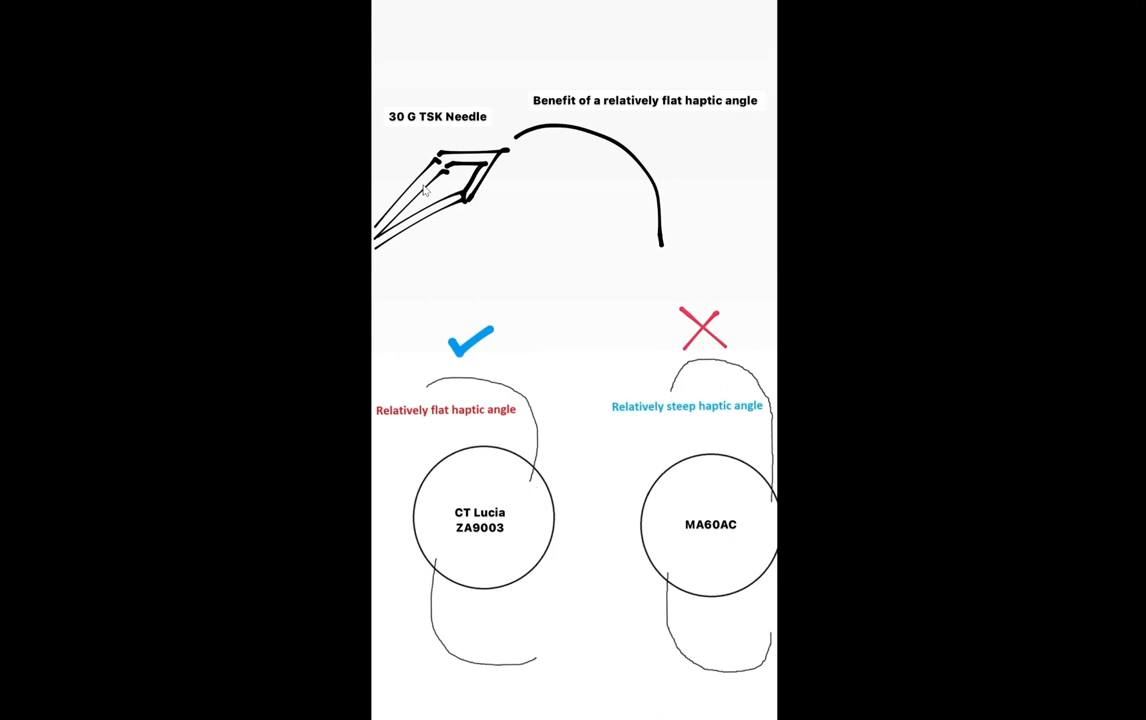 Benefit of a relatively flat haptic angle
30 G TSK Needle
Relatively flat haptic angle
Relatively steep haptic angle
CT Lucia
ZA9003
MA60AC